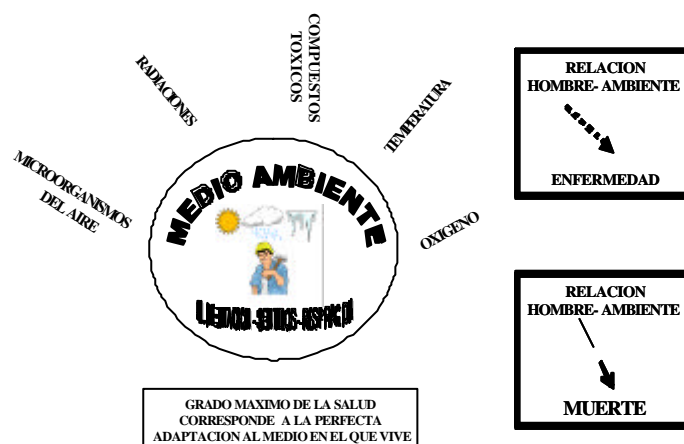 MICROORGANISMOS
DEL AIRE
RADIACIONES
COMPUESTOS
TOXICOS
TEMPERATURA
OXIGENO
MEDIO AMBIENTE
RELACION
HOMBRE- AMBIENTE
ENFERMEDAD
RELACION
HOMBRE- AMBIENTE
MUERTE
GRADO MAXIMO DE LA SALUD
CORRESPONDE A LA PERFECTA
ADAPTACION AL MEDIO EN EL QUE VIVE